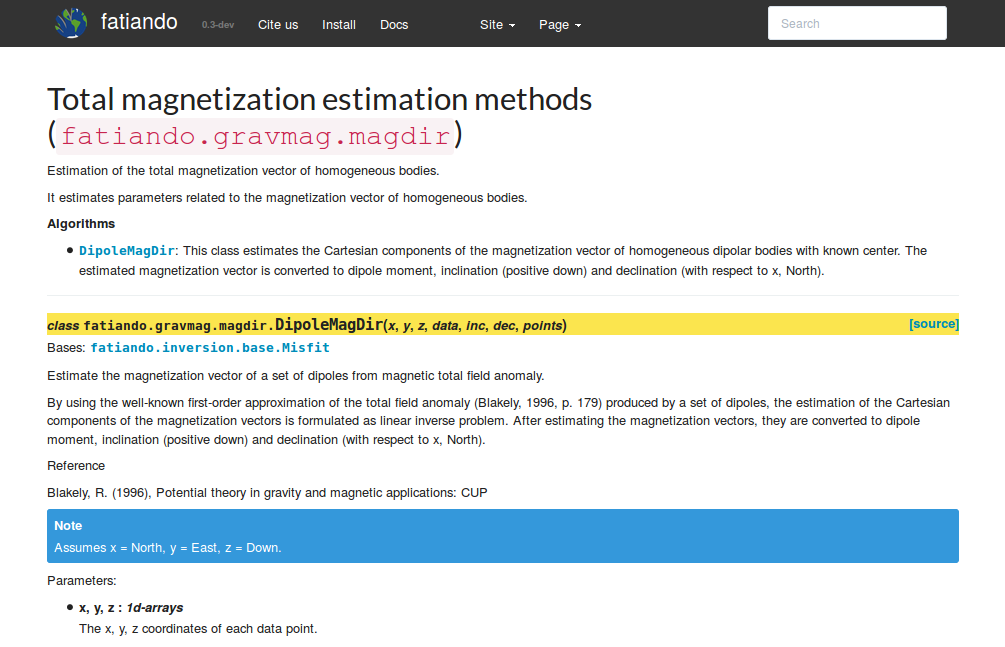 fatiando 0.3-dev Cite us Install Docs Site Page Search
Total magnetization estimation methods
(fatiando.gravmag.magdir)
Estimation of the total magnetization vector of homogeneous bodies.
It estimates parameters related to the magnetization vector of homogeneous bodies.
Algorithms
• DipoleMagDir: This class estimates the Cartesian components of the magnetization vector of homogeneous dipolar bodies with known center. The
estimated magnetization vector is converted to dipole moment, inclination (positive down) and declination (with respect to x, North).
class fatiando.gravmag.magdir.DipoleMagDir(x, y, z, data, inc, dec, points) [source]
Bases: fatiando.inversion.base.Misfit
Estimate the magnetization vector of a set of dipoles from magnetic total field anomaly.
By using the well-known first-order approximation of the total field anomaly (Blakely, 1996, p. 179) produced by a set of dipoles, the estimation of the Cartesian
components of the magnetization vectors is formulated as linear inverse problem. After estimating the magnetization vectors, they are converted to dipole
moment, inclination (positive down) and declination (with respect to x, North).
Reference
Blakely, R. (1996), Potential theory in gravity and magnetic applications: CUP
Note
Assumes x = North, y = East, z = Down.
Parameters:
• x, y, z : 1d-arrays
The x, y, z coordinates of each data point.